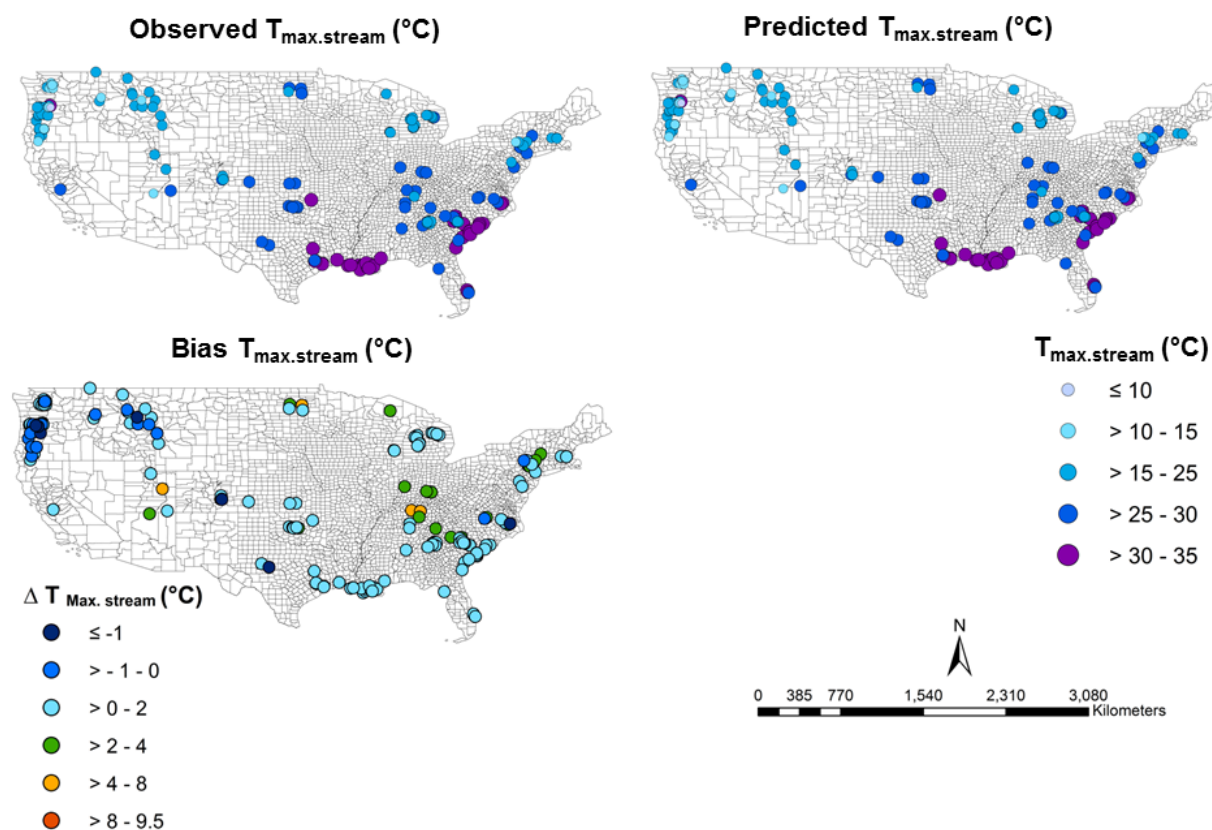 Observed Tmax.stream (°C)
Predicted Tmax.stream (°C)
Bias Tmax.stream (°C)
Tmax.stream (°C)
≤ 10
> 10 - 15
> 15 - 25
> 25 - 30
> 30 - 35
Δ T Max. stream (°C)
≤ -1
> - 1 - 0
> 0 - 2
> 2 - 4
> 4 - 8
> 8 - 9.5
N
0 385 770 1,540 2,310 3,080
Kilometers